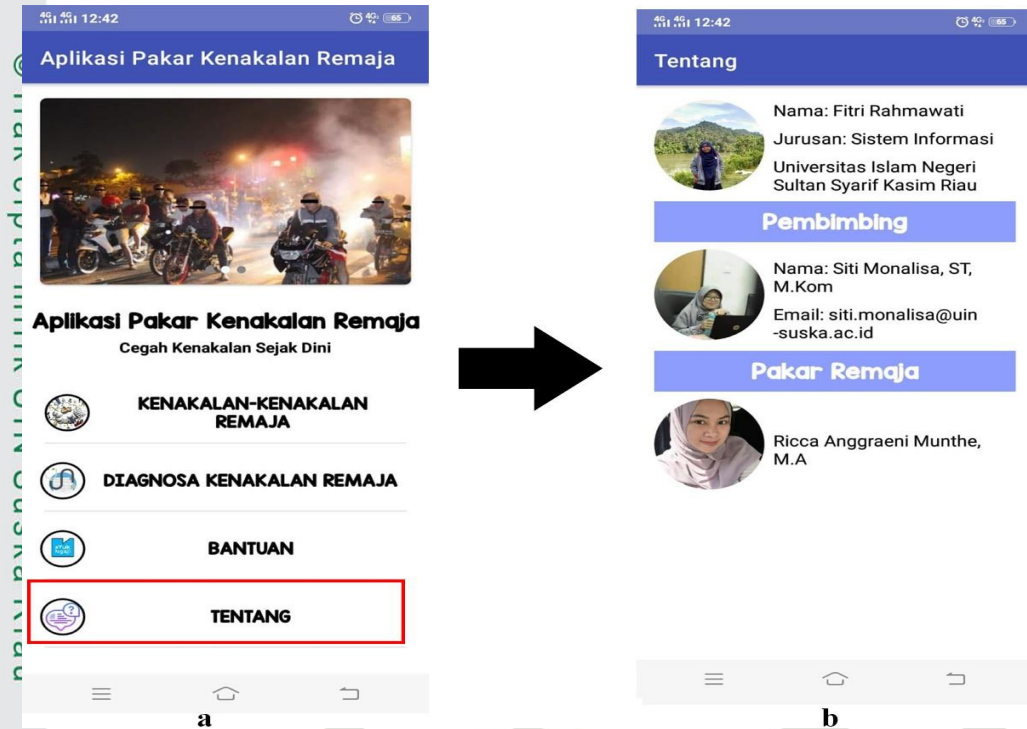 12:42
65
Aplikasi Pakar Kenakalan Remaja
Aplikasi Pakar Kenakalan Remaja
Cegah Kenakalan Sejak Dini
KENAKALAN-KENAKALAN
REMAJA
DIAGNOSA KENAKALAN REMAJA
BANTUAN
TENTANG
a
12:42
65
Tentang
Nama: Fitri Rahmawati
Jurusan: Sistem Informasi
Universitas Islam Negeri
Sultan Syarif Kasim Riau
Pembimbing
Nama: Siti Monalisa, ST,
M.Kom
Email: siti.monalisa@uin
-suska.ac.id
Pakar Remaja
Ricca Anggraeni Munthe,
M.A
b